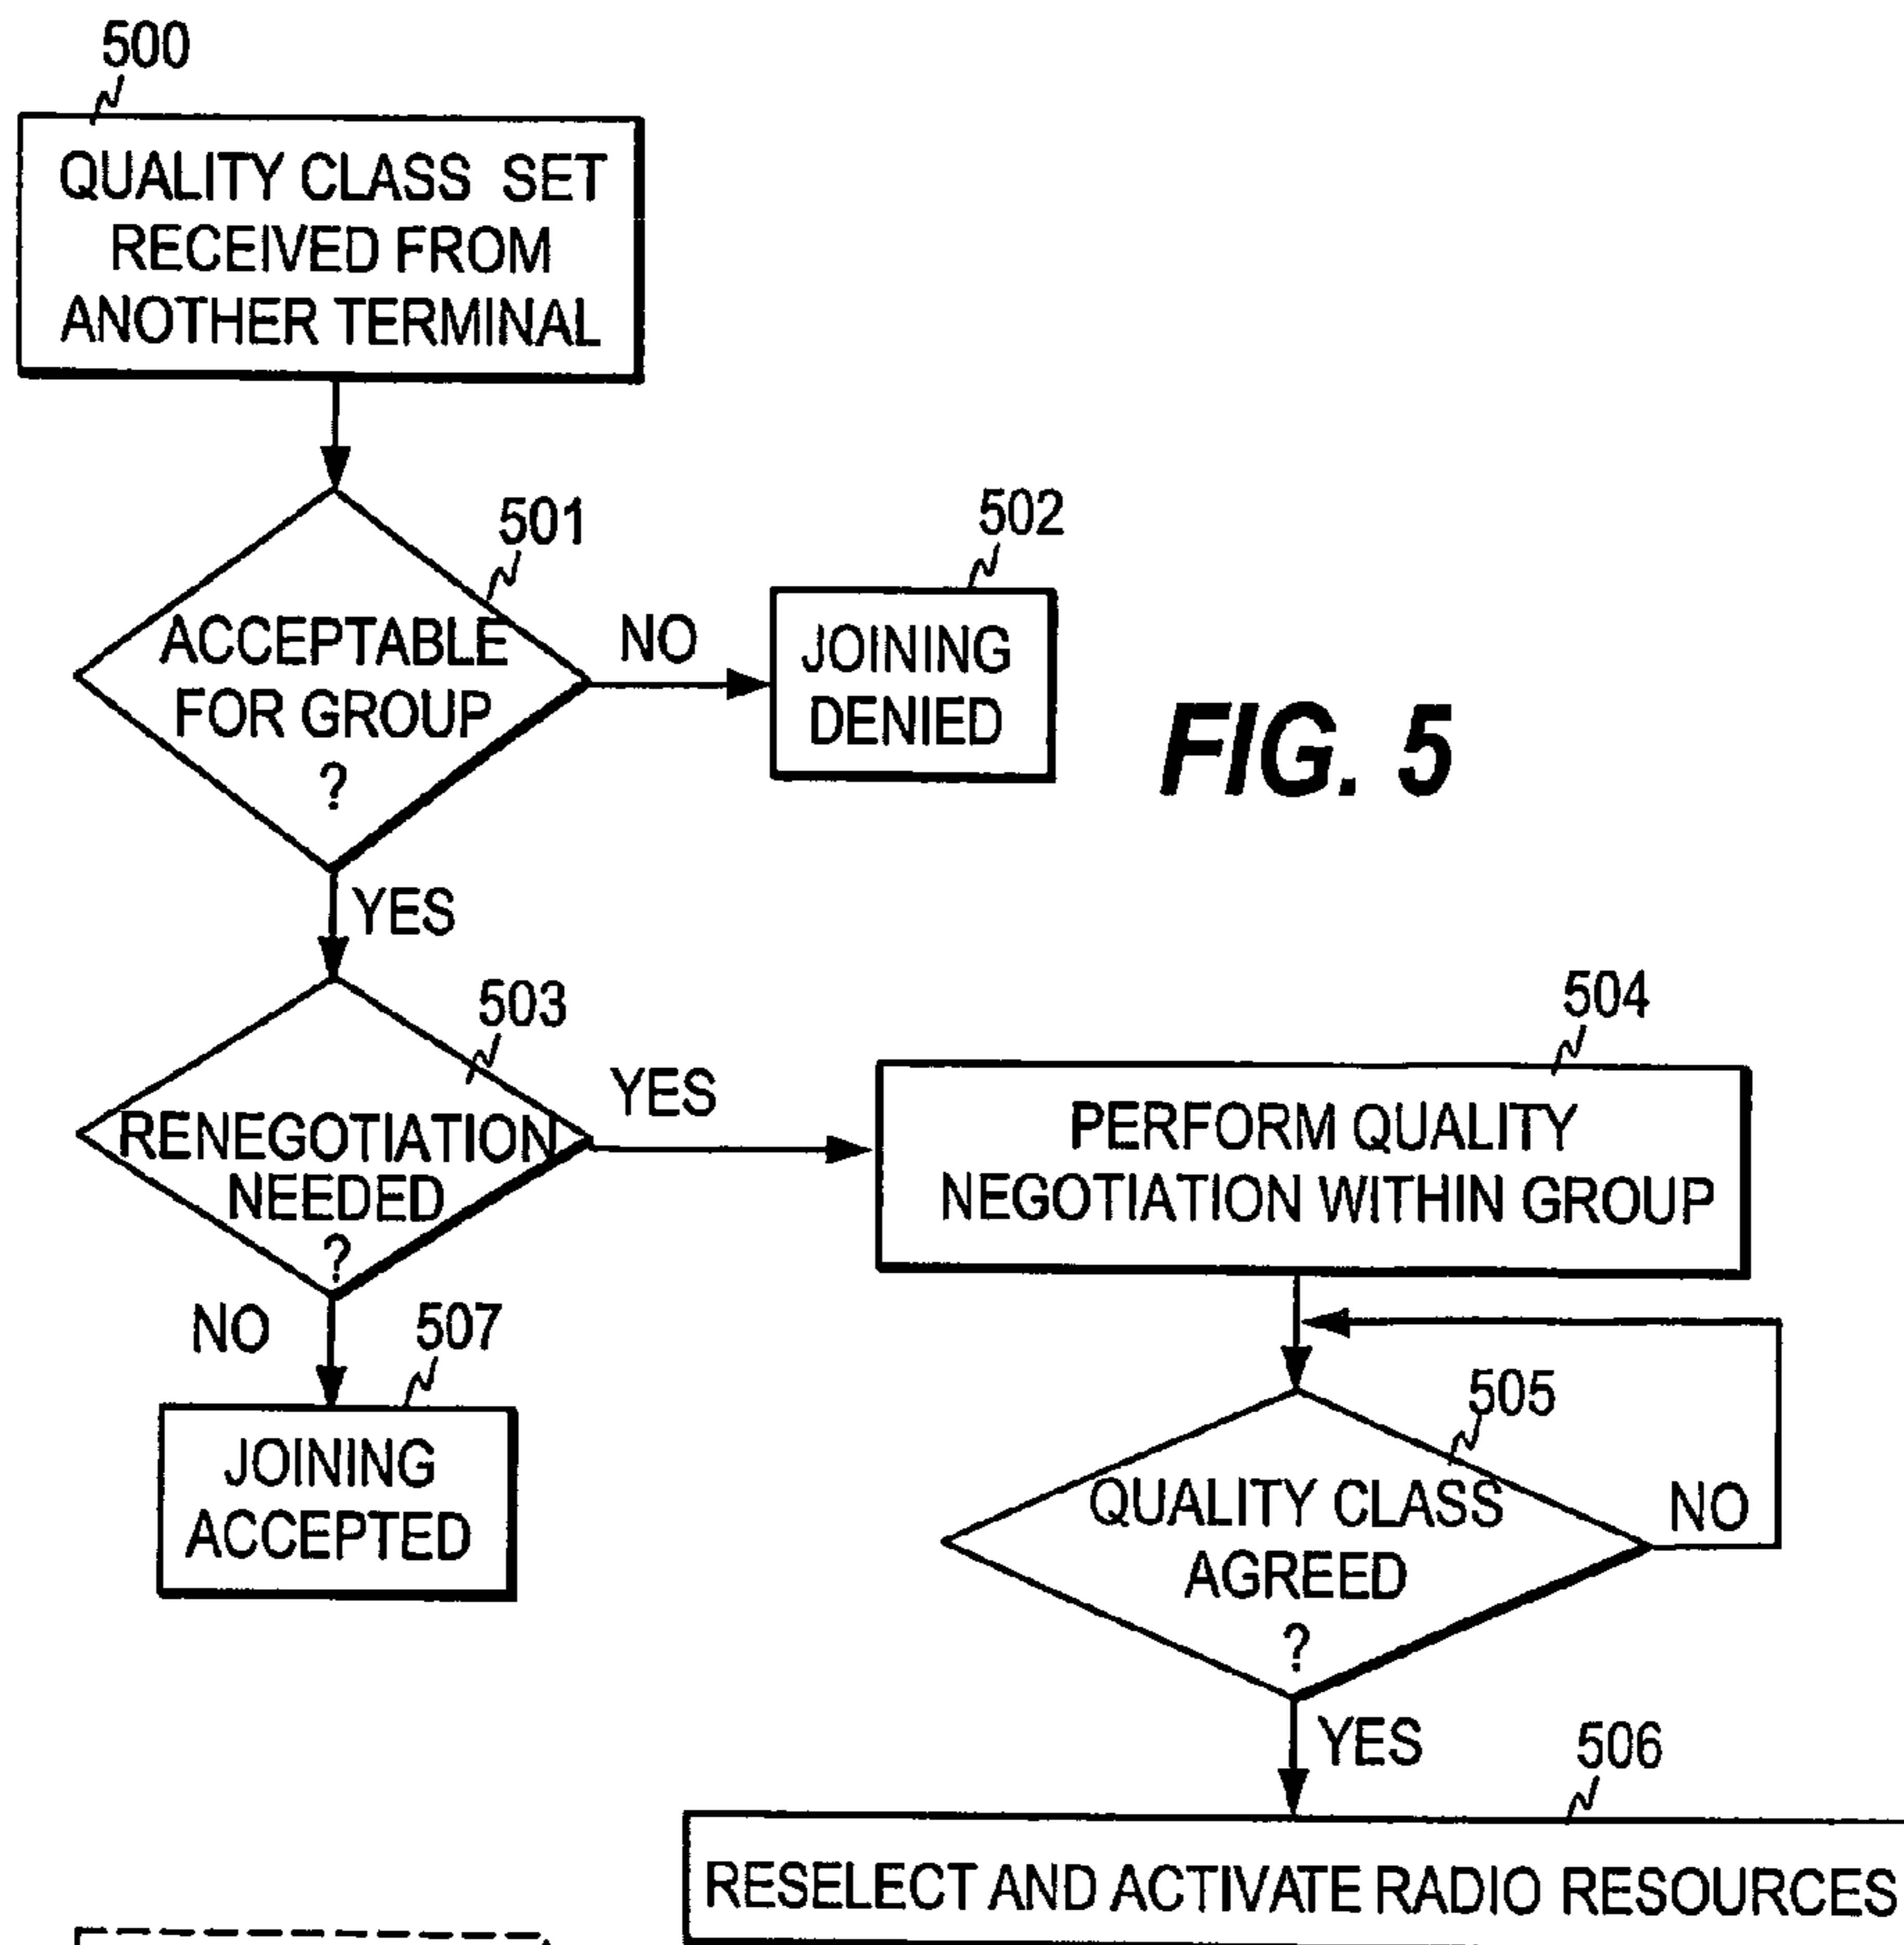 500
QUALITY CLASS SET
RECEIVED FROM
ANOTHER TERMINAL
501
ACCEPTABLE
FOR GROUP
?
NO
502
JOINING
DENIED
FIG. 5
YES
503
RENEGOTIATION
NEEDED
?
YES
504
PERFORM QUALITY
NEGOTIATION WITHIN GROUP
NO
507
JOINING
ACCEPTED
505
QUALITY CLASS
AGREED
?
NO
YES
506
RESELECT AND ACTIVATE RADIO RESOURCES